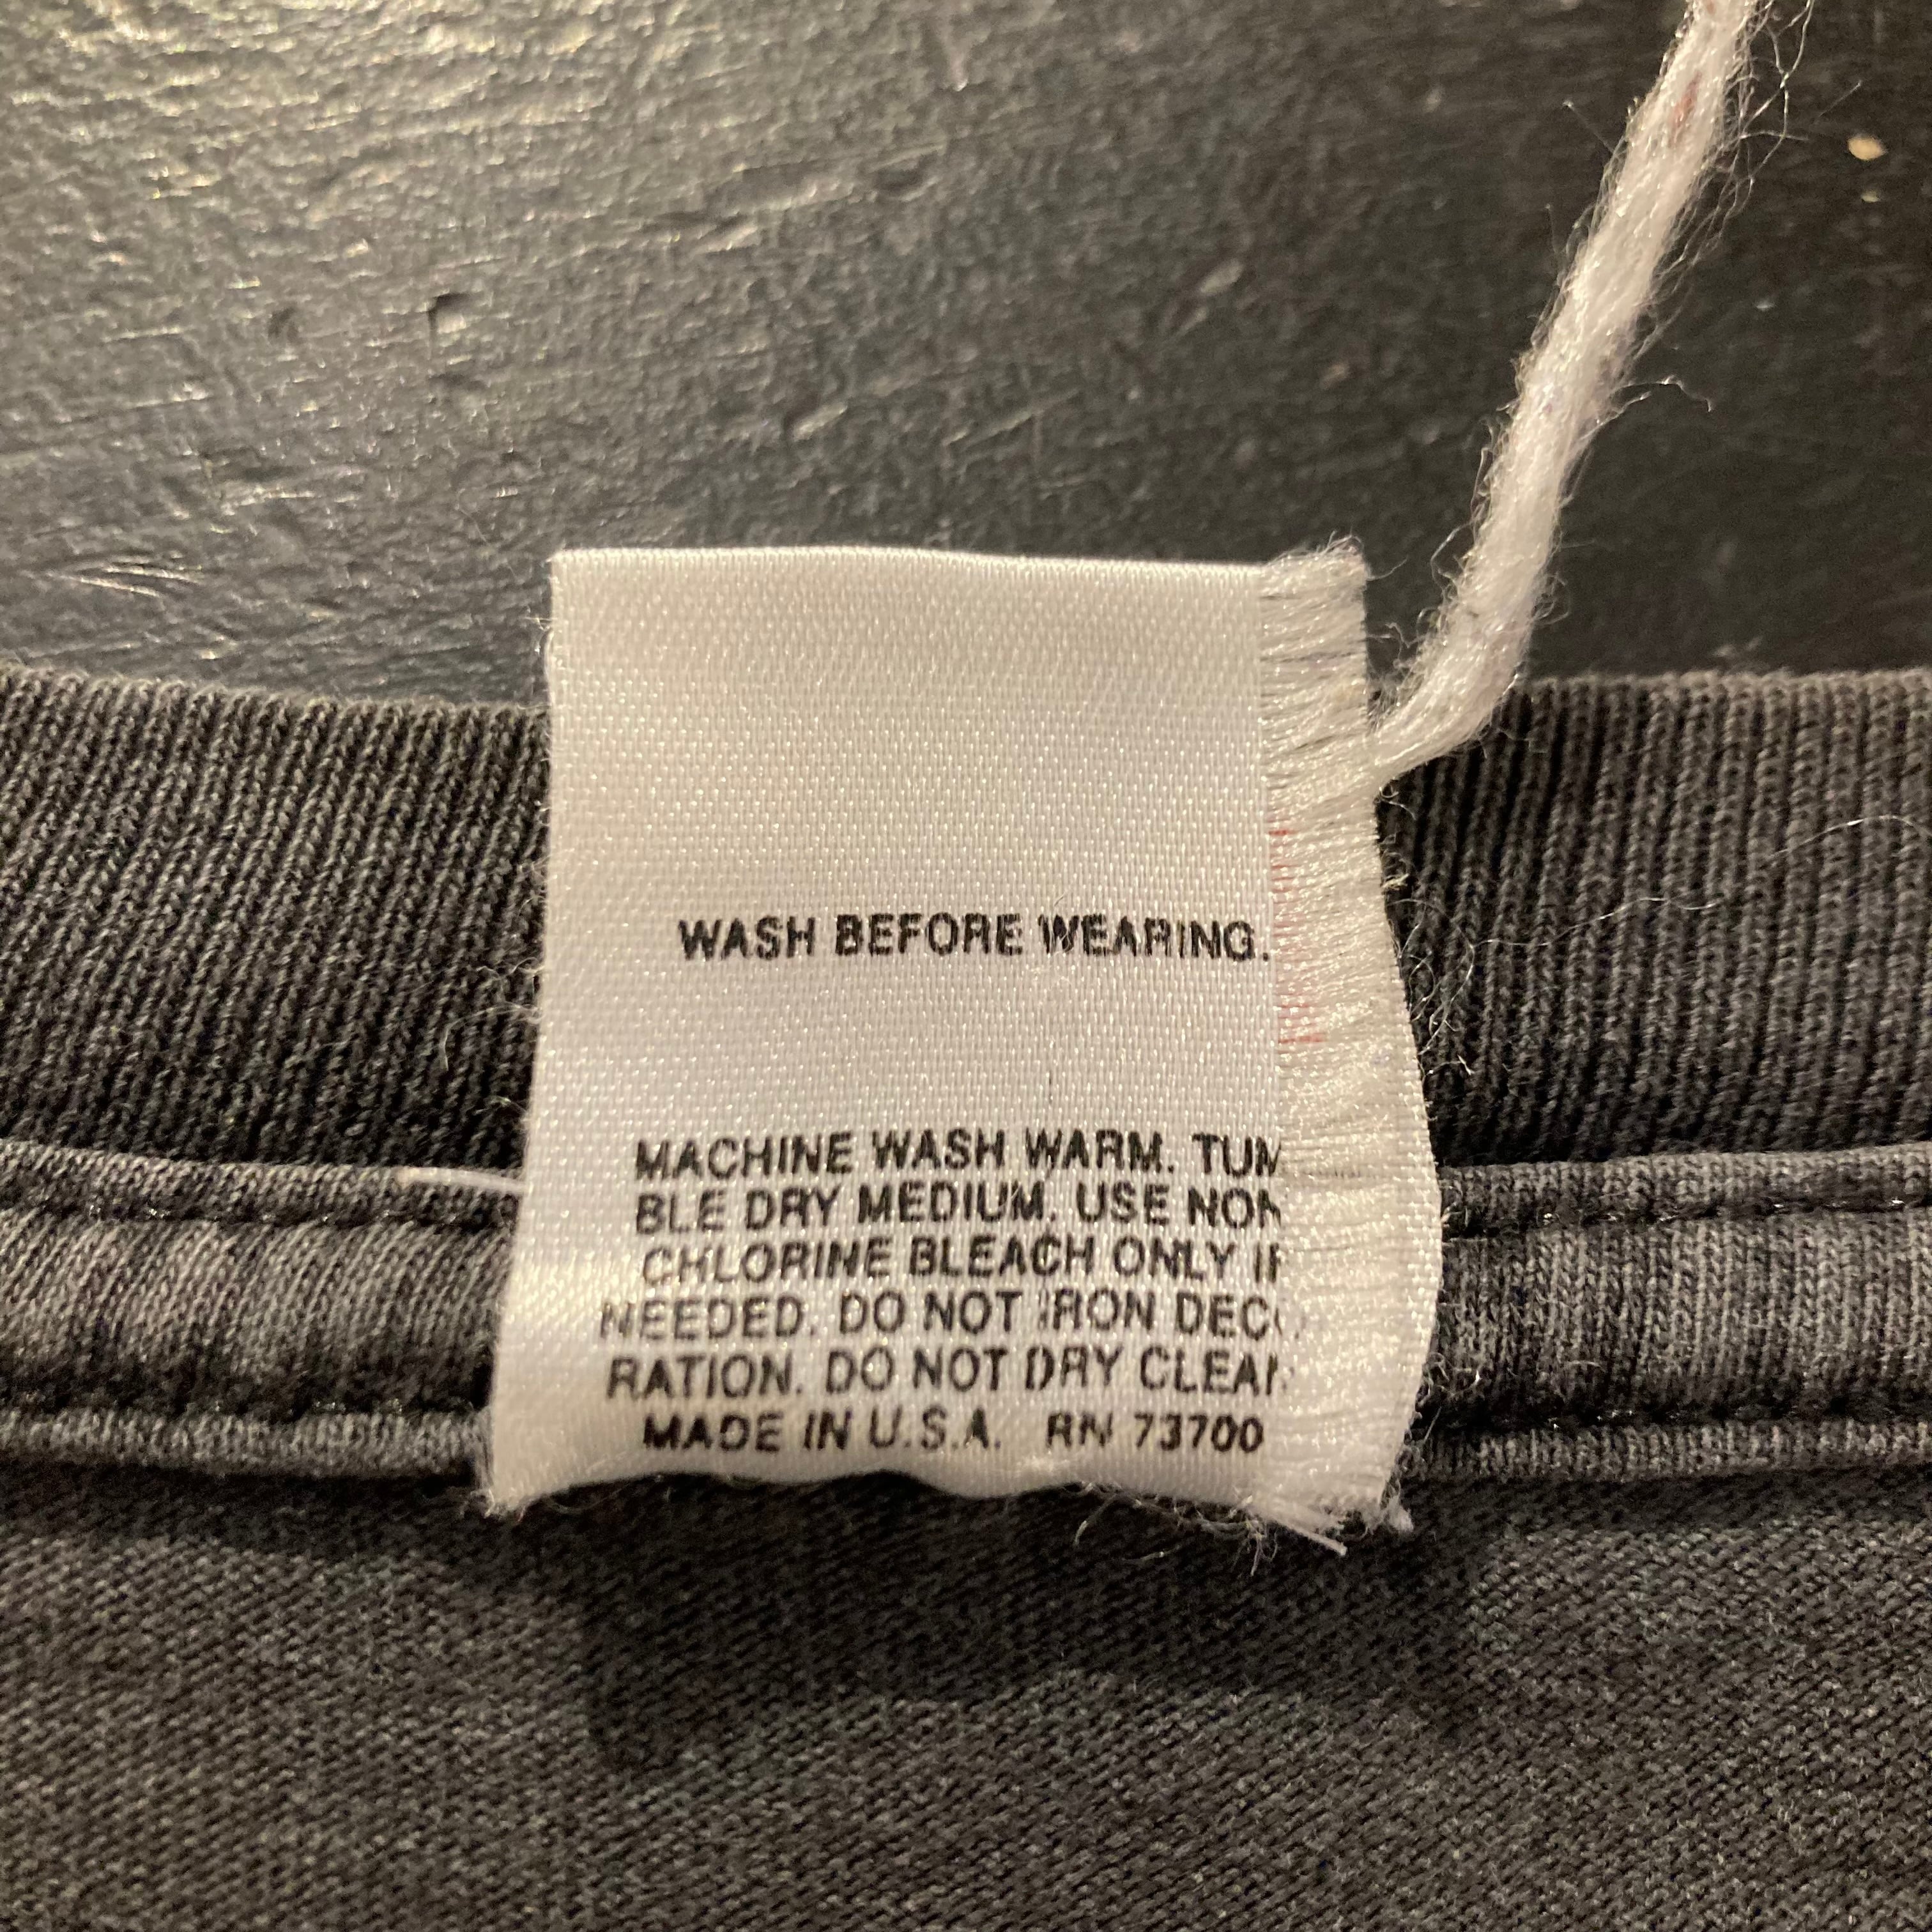 WASH BEFORE WEARING.
MACHINE WASH WARM. TUM
BLE DRY MEDIUM. USE NON
CHLORINE BLEACH ONLY IF
NEEDED. DO NOT IRON DECO
RATION. DO NOT DRY CLEAN
MADE IN U.S.A. RN 73700